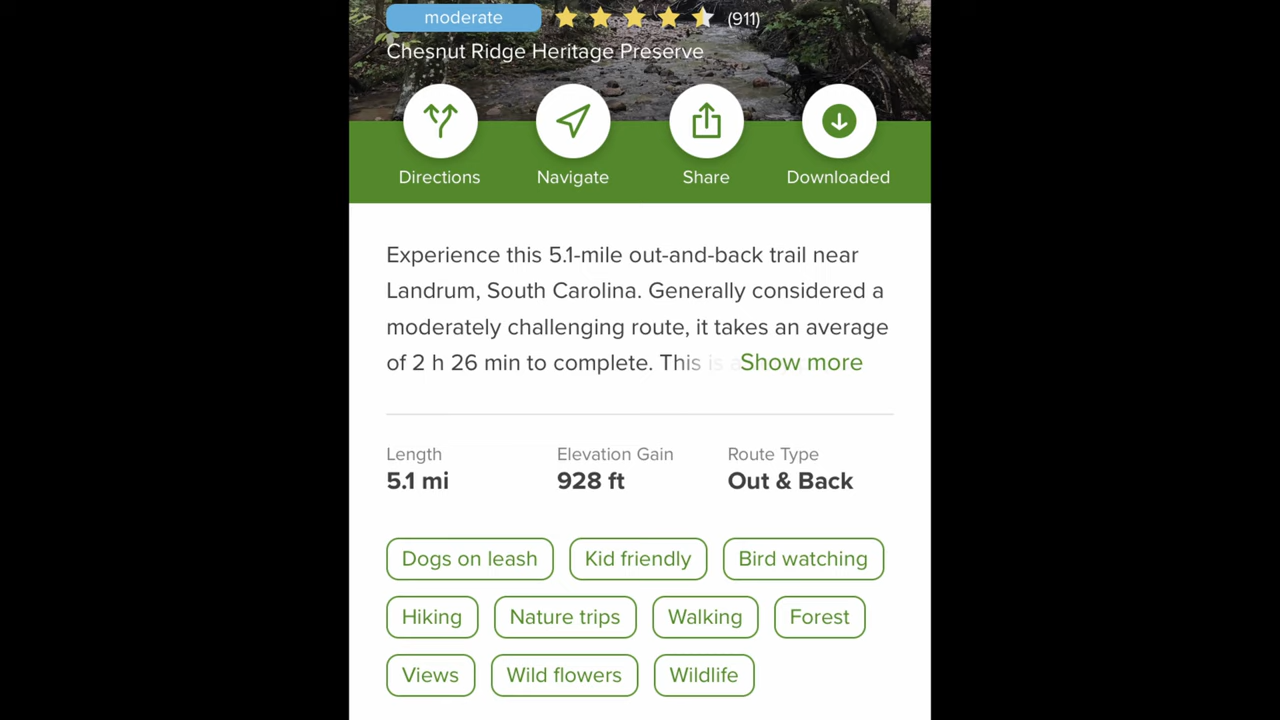 moderate (911)
Chesnut Ridge Heritage Preserve
Directions Navigate Share Downloaded
Experience this 5.1-mile out-and-back trail near
Landrum, South Carolina. Generally considered a
moderately challenging route, it takes an average
of 2 h 26 min to complete. This is a Show more
Length Elevation Gain Route Type
5.1 mi 928 ft Out & Back
Dogs on leash Kid friendly Bird watching
Hiking Nature trips Walking Forest
Views Wild flowers Wildlife